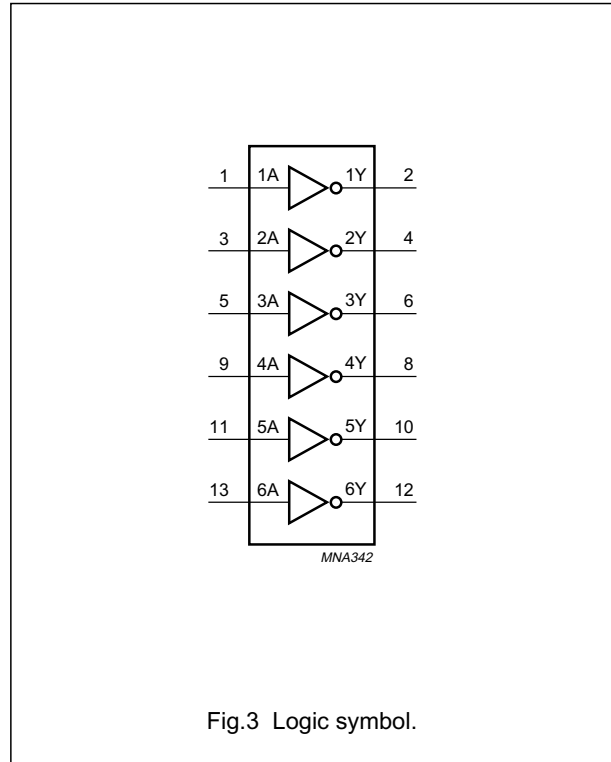 1 1A 1Y 2
3 2A 2Y 4
5 3A 3Y 6
9 4A 4Y 8
11 5A 5Y 10
13 6A 6Y 12
MNA342
Fig.3 Logic symbol.